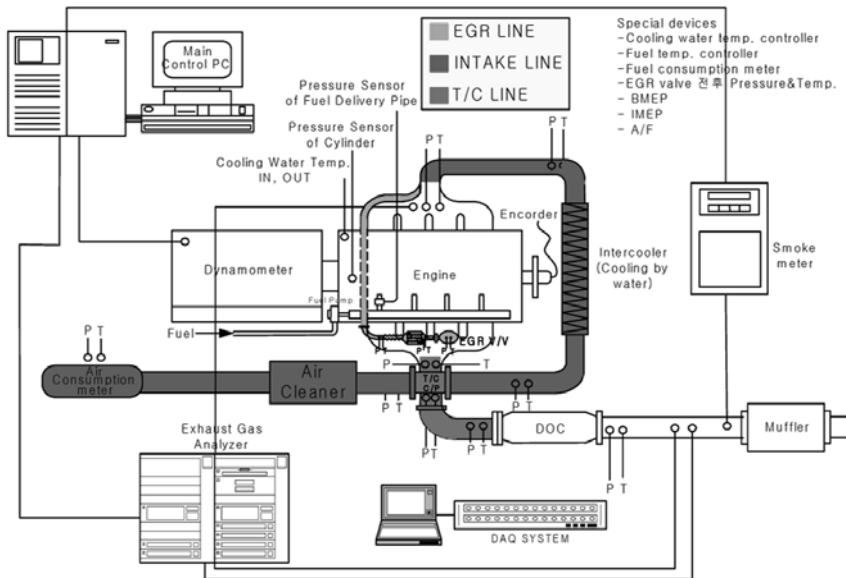 Main
Control PC
EGR LINE
INTAKE LINE
T/C LINE
Special devices
-Cooling water temp. controller
-Fuel temp. controller
-Fuel consumption meter
-EGR valve 전후 Pressure&Temp.
- BMEP
- IMEP
- A/F
Pressure Sensor
of Fuel Delivery Pipe
Pressure Sensor
of Cylinder
Cooling Water Temp.
IN, OUT
P T
P T
Encorder
Dynamometer
Engine
Intercooler
(Cooling by
water)
Smoke
meter
Fuel Pump
Fuel
EGR V/V
P T
P T
P T
P T
P
T
Air
Consumption
meter
Air
Cleaner
T/C
C/P
P T
P T
P T
P T
DOC
P T
Muffler
Exhaust Gas
Analyzer
DAQ SYSTEM